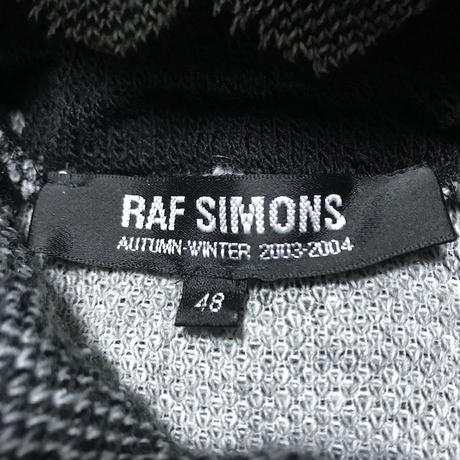 RAF SIMONS
AUTUMN-WINTER 2003-2004
48